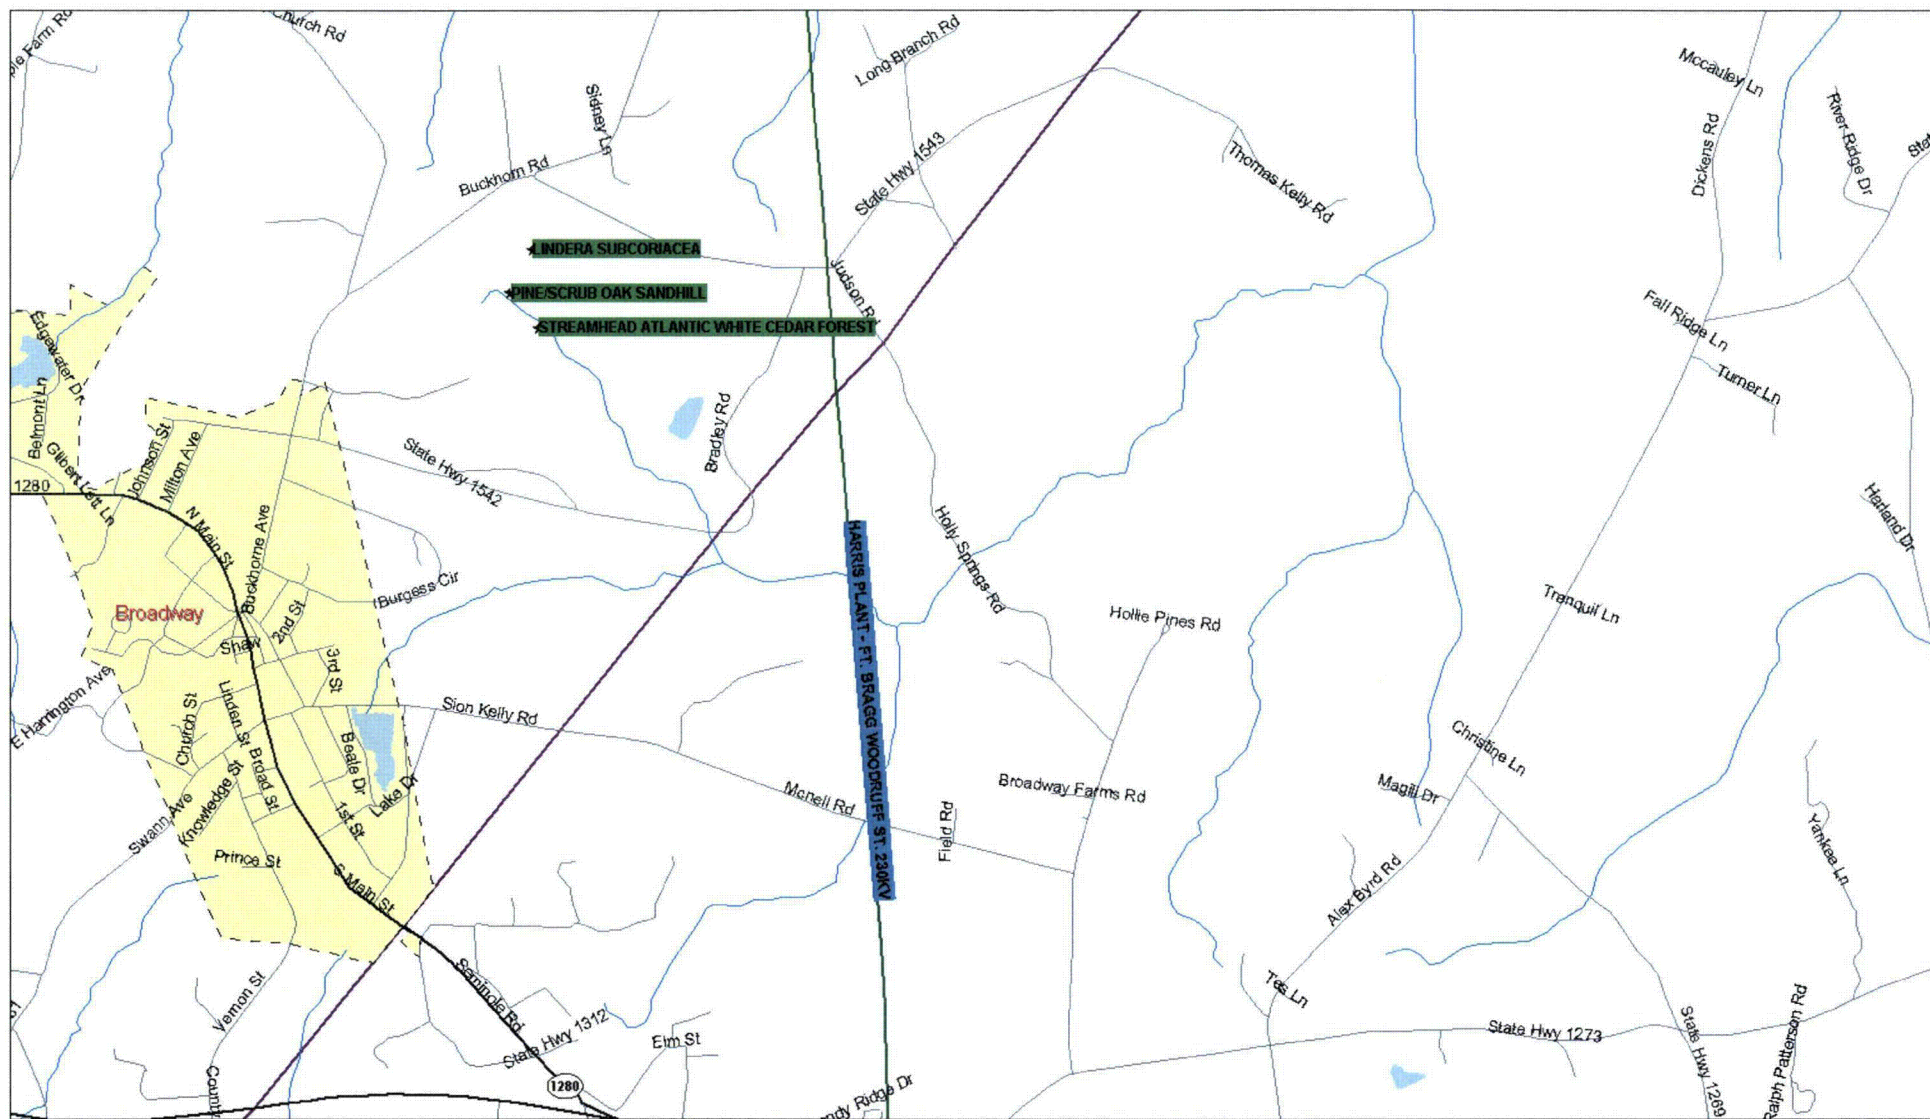 Church Rd
Long Branch Rd
Mccauley Ln
Sidney Ln
River Ridge Dr
Dickens Rd
State Hwy 1543
Buckhorn Rd
Thomas Kelly Rd
LINDERA SUBCORIACEA
Judson Rd
PINE/SCRUB OAK SANDHILL
STREAMHEAD ATLANTIC WHITE CEDAR FOREST
Edgewater Dr
Fall Ridge Ln
Turner Ln
Belmont Ln
Bradley Rd
Johnson St
Milton Ave
State Hwy 1542
Gilbert Lett Ln
1280
N Main St
Buckhorne Ave
Holly Springs Rd
Harland Dr
Burgess Cir
Broadway
2nd St
Hollie Pines Rd
Tranquil Ln
Shaw
HARRIS PLANT - FT. BRAGG WOODRUFF ST. 230KV
3rd St
E Harrington Ave
Linden St
Church St
Sion Kelly Rd
Christine Ln
Beale Dr
Broad St
Knowledge St
Lake Dr
Mcneil Rd
Broadway Farms Rd
Magill Dr
Swann Ave
1st St
Field Rd
Yankee Ln
Prince St
S Main St
Alex Byrd Rd
Seminole Rd
Tes Ln
Vernon St
State Hwy 1312
Elm St
State Hwy 1273
State Hwy 1269
Ralph Patterson Rd
County
1280
ndy Ridge Dr